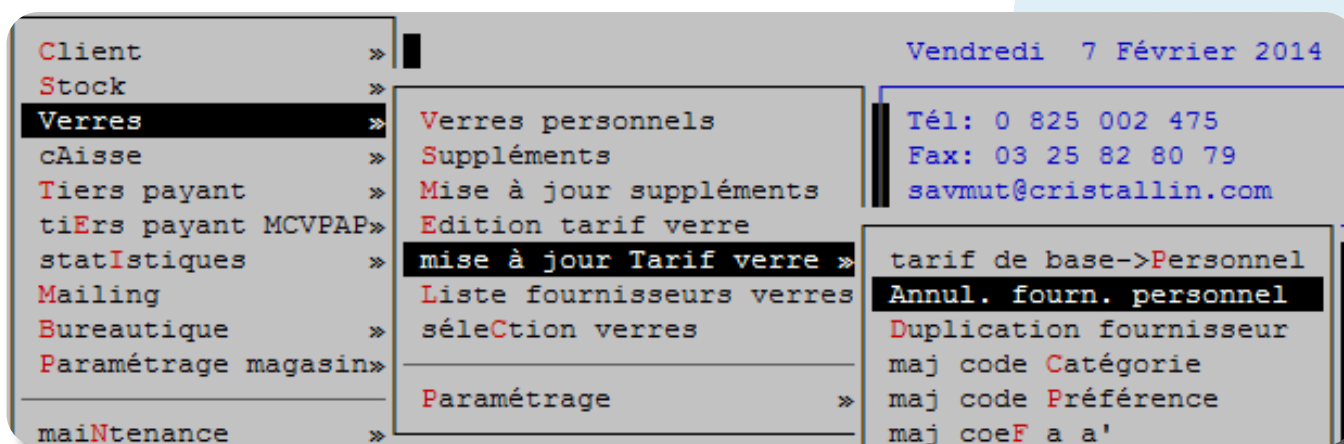 Client »
Stock »
Verres »
cAisse »
Tiers payant »
tiErs payant MCVPAP»
statIstiques »
Mailing
Bureautique »
Paramétrage magasin»
maiNtenance »
Verres personnels
Suppléments
Mise à jour suppléments
Edition tarif verre
mise à jour Tarif verre »
Liste fournisseurs verres
séleCtion verres
Paramétrage »
Vendredi 7 Février 2014
Tél: 0 825 002 475
Fax: 03 25 82 80 79
savmut@cristallin.com
tarif de base->Personnel
Annul. fourn. personnel
Duplication fournisseur
maj code Catégorie
maj code Préférence
maj coeF a a'